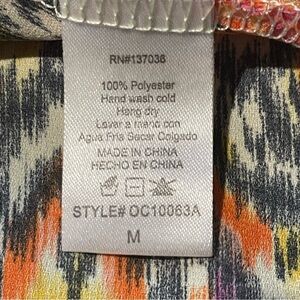 RN#137036
100% Polyester
Hand wash cold
Hang dry
Lavar a mano con
Agua Fria Secar Colgado
MADE IN CHINA
HECHO EN CHINA
STYLE# OC10063A
M